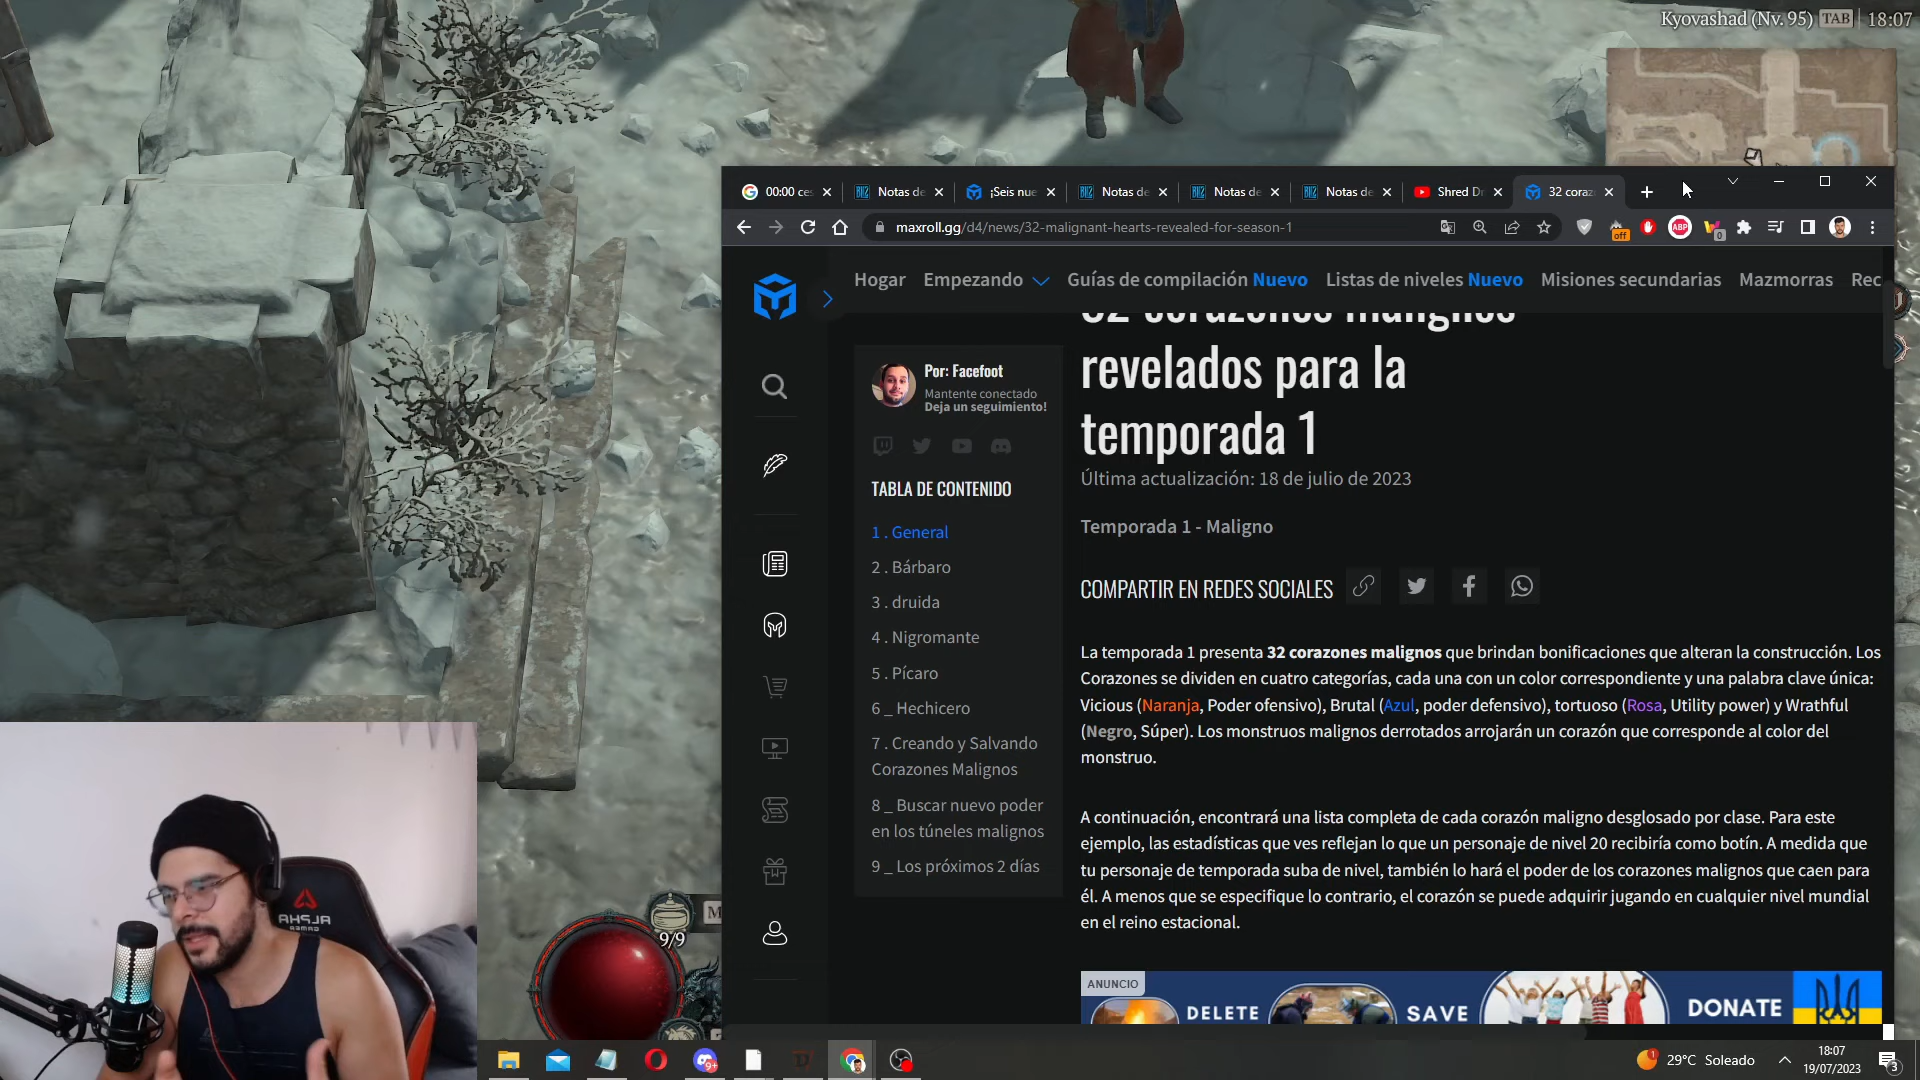 Kyovashad (Nv. 95) TAB 18:07
00:00
Notas de
¡Seis nue
Notas de
Notas de
Notas de
Shred Dr
32 coraz
maxroll.gg/d4/news/32-malignant-hearts-revealed-for-season-1
off
ABP
0
Hogar Empezando Guías de compilación Nuevo Listas de niveles Nuevo Misiones secundarias Mazmorras Rec
32 corazones malignos
revelados para la
temporada 1
Última actualización: 18 de julio de 2023
Temporada 1 - Maligno
COMPARTIR EN REDES SOCIALES
Por: Facefoot
Mantente conectado
Deja un seguimiento!
TABLA DE CONTENIDO
1 . General
2 . Bárbaro
3 . druida
4 . Nigromante
5 . Pícaro
6 _ Hechicero
7 . Creando y Salvando
Corazones Malignos
8 _ Buscar nuevo poder
en los túneles malignos
9 _ Los próximos 2 días
La temporada 1 presenta 32 corazones malignos que brindan bonificaciones que alteran la construcción. Los
Corazones se dividen en cuatro categorías, cada una con un color correspondiente y una palabra clave única:
Vicious (Naranja, Poder ofensivo), Brutal (Azul, poder defensivo), tortuoso (Rosa, Utility power) y Wrathful
(Negro, Súper). Los monstruos malignos derrotados arrojarán un corazón que corresponde al color del
monstruo.
A continuación, encontrará una lista completa de cada corazón maligno desglosado por clase. Para este
ejemplo, las estadísticas que ves reflejan lo que un personaje de nivel 20 recibiría como botín. A medida que
tu personaje de temporada suba de nivel, también lo hará el poder de los corazones malignos que caen para
él. A menos que se especifique lo contrario, el corazón se puede adquirir jugando en cualquier nivel mundial
en el reino estacional.
ANUNCIO
DELETE SAVE DONATE
9/9
M
9+
1
29°C Soleado
18:07
19/07/2023
3